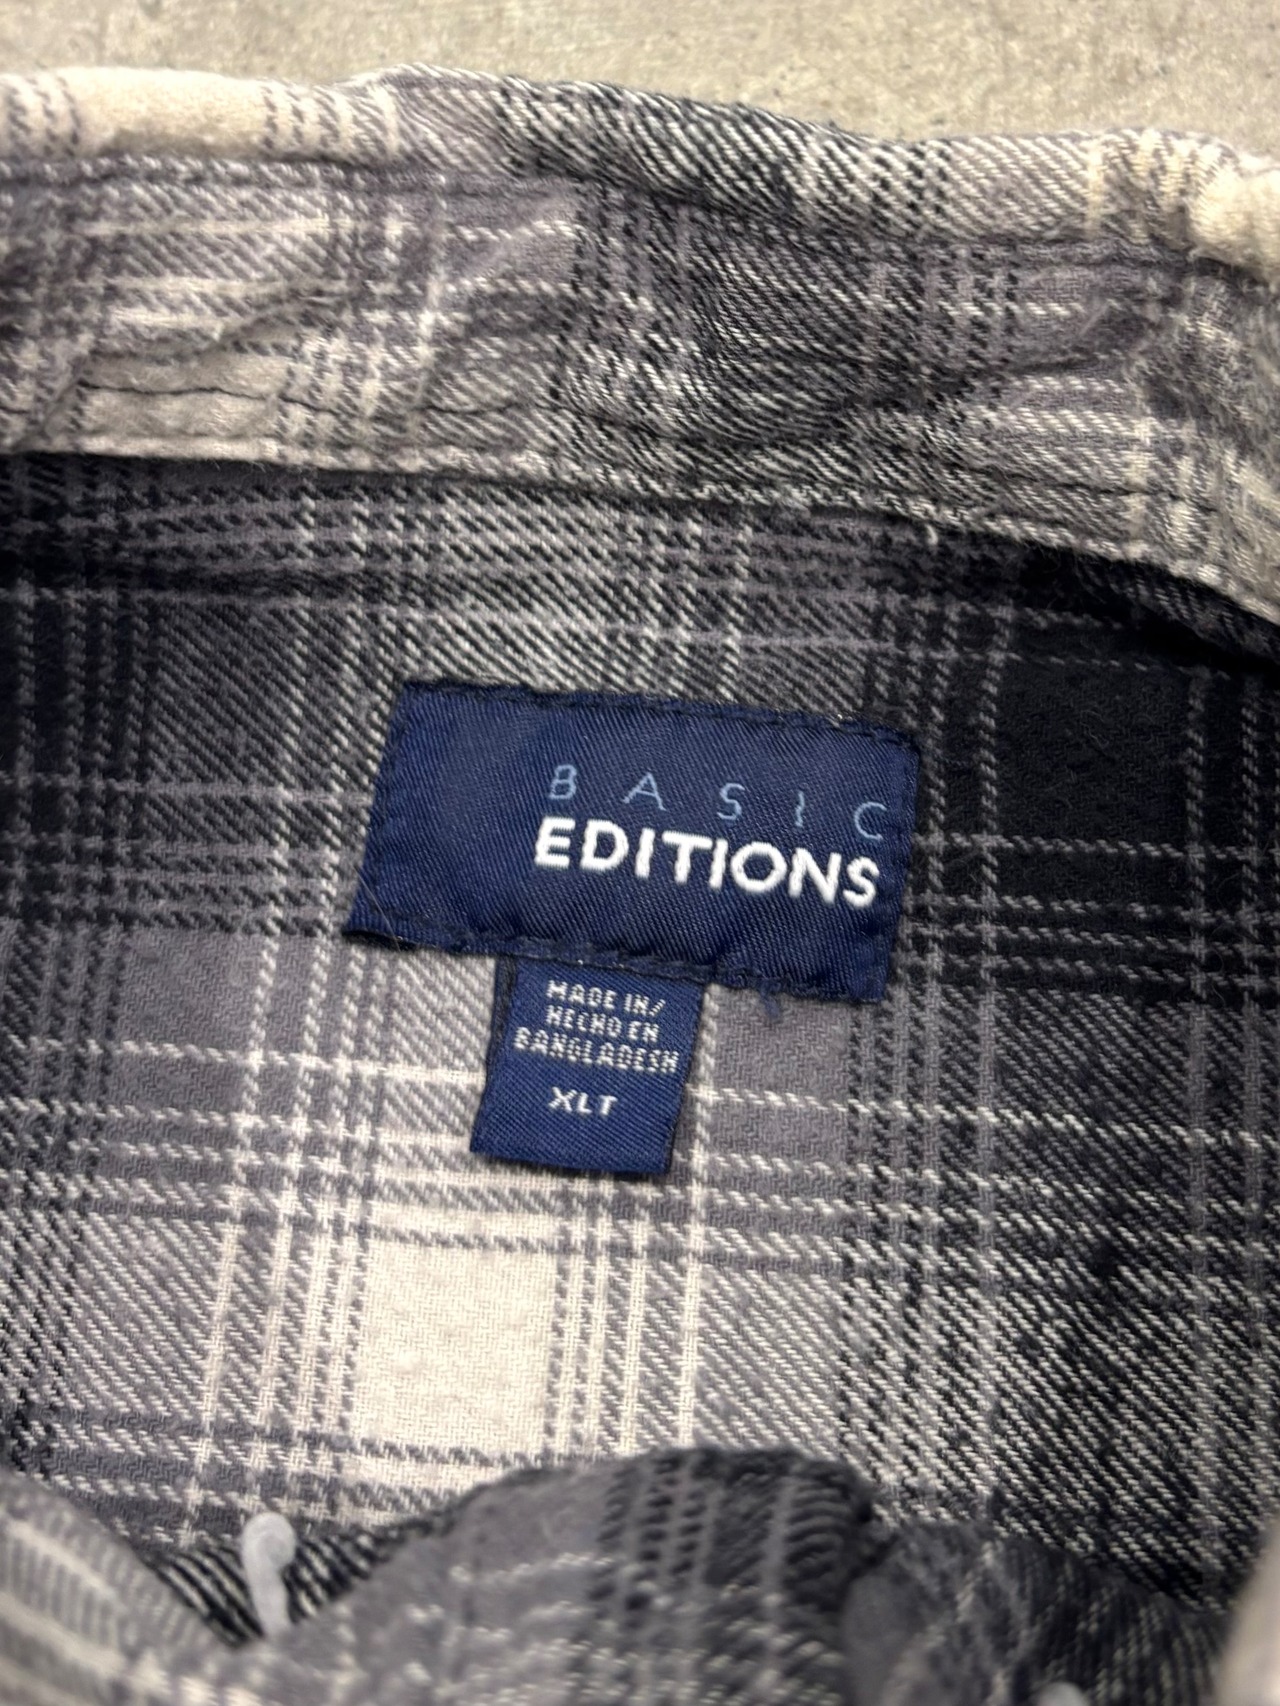 BASIC
EDITIONS
MADE IN/
HECHO EN
BANGLADESH
XLT